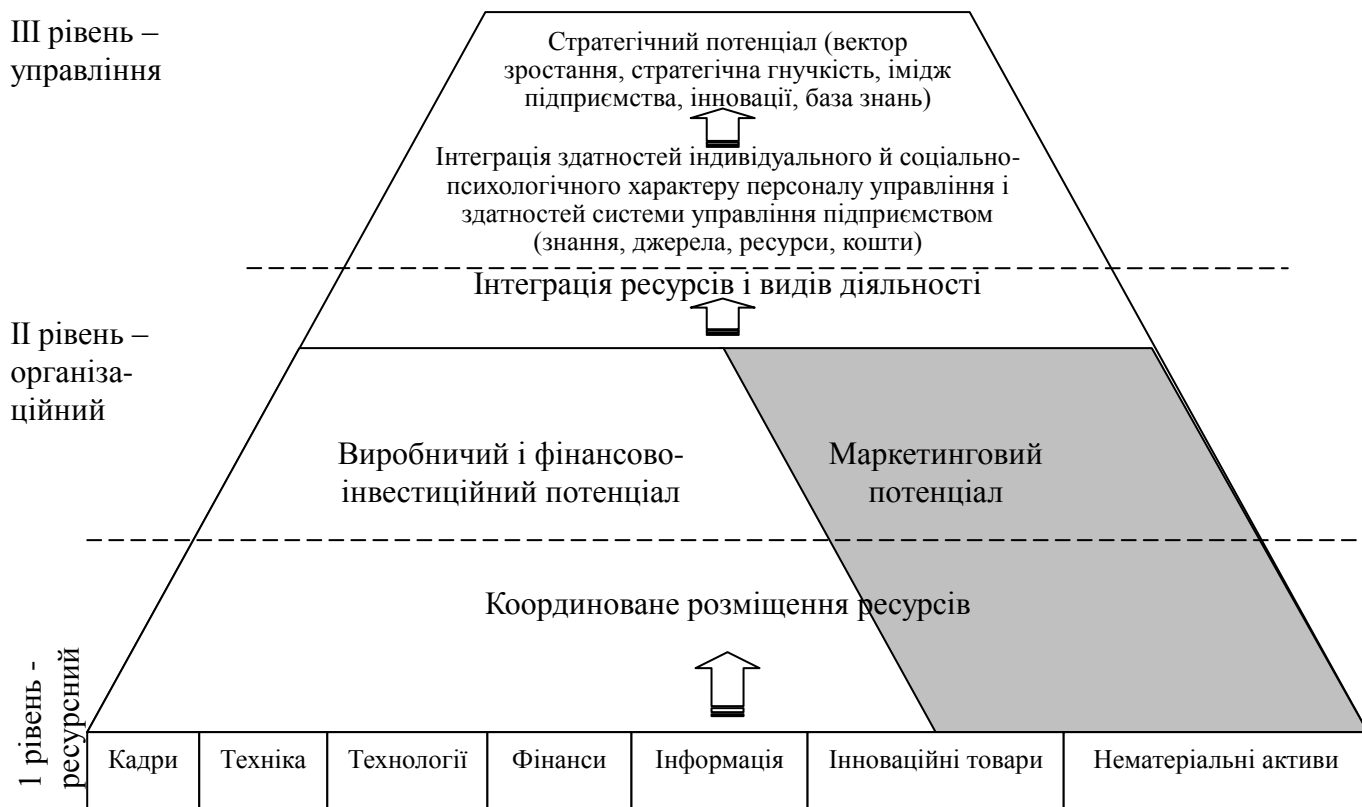 III рівень –
управління
Стратегічний потенціал (вектор
зростання, стратегічна гнучкість, імідж
підприємства, інновації, база знань)
Інтеграція здатностей індивідуального й соціально-
психологічного характеру персоналу управління і
здатностей системи управління підприємством
(знання, джерела, ресурси, кошти)
Інтеграція ресурсів і видів діяльності
II рівень –
організа-
ційний
Виробничий і фінансово-
інвестиційний потенціал
Маркетинговий
потенціал
Координоване розміщення ресурсів
1 рівень -
ресурсний
Кадри
Техніка
Технології
Фінанси
Інформація
Інноваційні товари
Нематеріальні активи